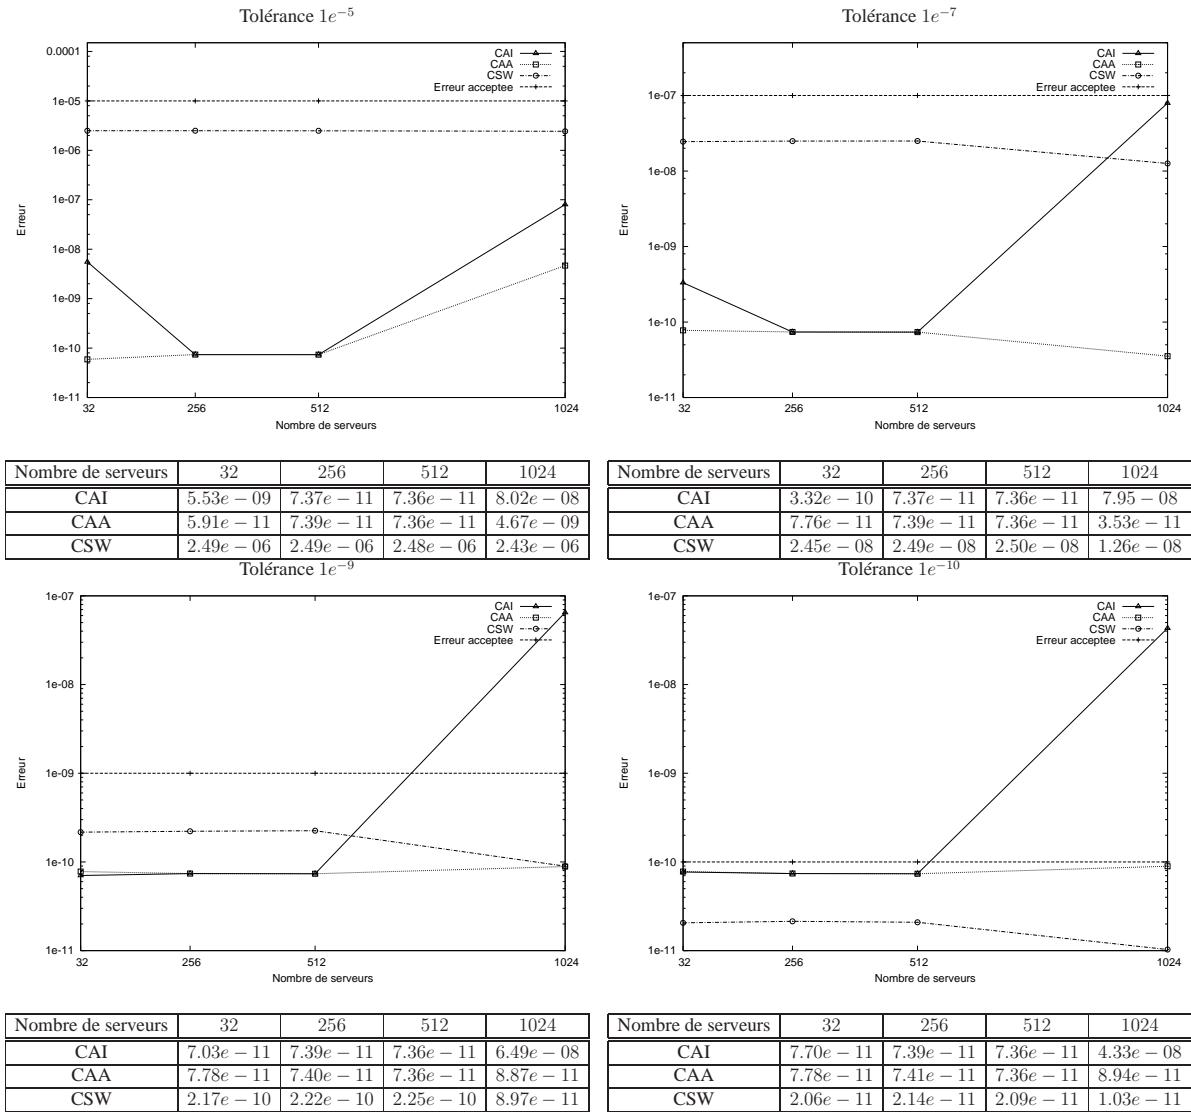 Tolérance 1e−5
0.0001
1e-05
1e-06
1e-07
1e-08
1e-09
1e-10
1e-11
Erreur
CAI
CAA
CSW
Erreur acceptee
32 256 512 1024
Nombre de serveurs
Nombre de serveurs 32 256 512 1024
CAI 5.53e − 09 7.37e − 11 7.36e − 11 8.02e − 08
CAA 5.91e − 11 7.39e − 11 7.36e − 11 4.67e − 09
CSW 2.49e − 06 2.49e − 06 2.48e − 06 2.43e − 06
Tolérance 1e−7
1e-07
1e-08
1e-09
1e-10
1e-11
Erreur
CAI
CAA
CSW
Erreur acceptee
32 256 512 1024
Nombre de serveurs
Nombre de serveurs 32 256 512 1024
CAI 3.32e − 10 7.37e − 11 7.36e − 11 7.95 − 08
CAA 7.76e − 11 7.39e − 11 7.36e − 11 3.53e − 11
CSW 2.45e − 08 2.49e − 08 2.50e − 08 1.26e − 08
Tolérance 1e−9
1e-07
1e-08
1e-09
1e-10
1e-11
Erreur
CAI
CAA
CSW
Erreur acceptee
32 256 512 1024
Nombre de serveurs
Nombre de serveurs 32 256 512 1024
CAI 7.03e − 11 7.39e − 11 7.36e − 11 6.49e − 08
CAA 7.78e − 11 7.40e − 11 7.36e − 11 8.87e − 11
CSW 2.17e − 10 2.22e − 10 2.25e − 10 8.97e − 11
Tolérance 1e−10
1e-07
1e-08
1e-09
1e-10
1e-11
Erreur
CAI
CAA
CSW
Erreur acceptee
32 256 512 1024
Nombre de serveurs
Nombre de serveurs 32 256 512 1024
CAI 7.70e − 11 7.39e − 11 7.36e − 11 4.33e − 08
CAA 7.78e − 11 7.41e − 11 7.36e − 11 8.94e − 11
CSW 2.06e − 11 2.14e − 11 2.09e − 11 1.03e − 11